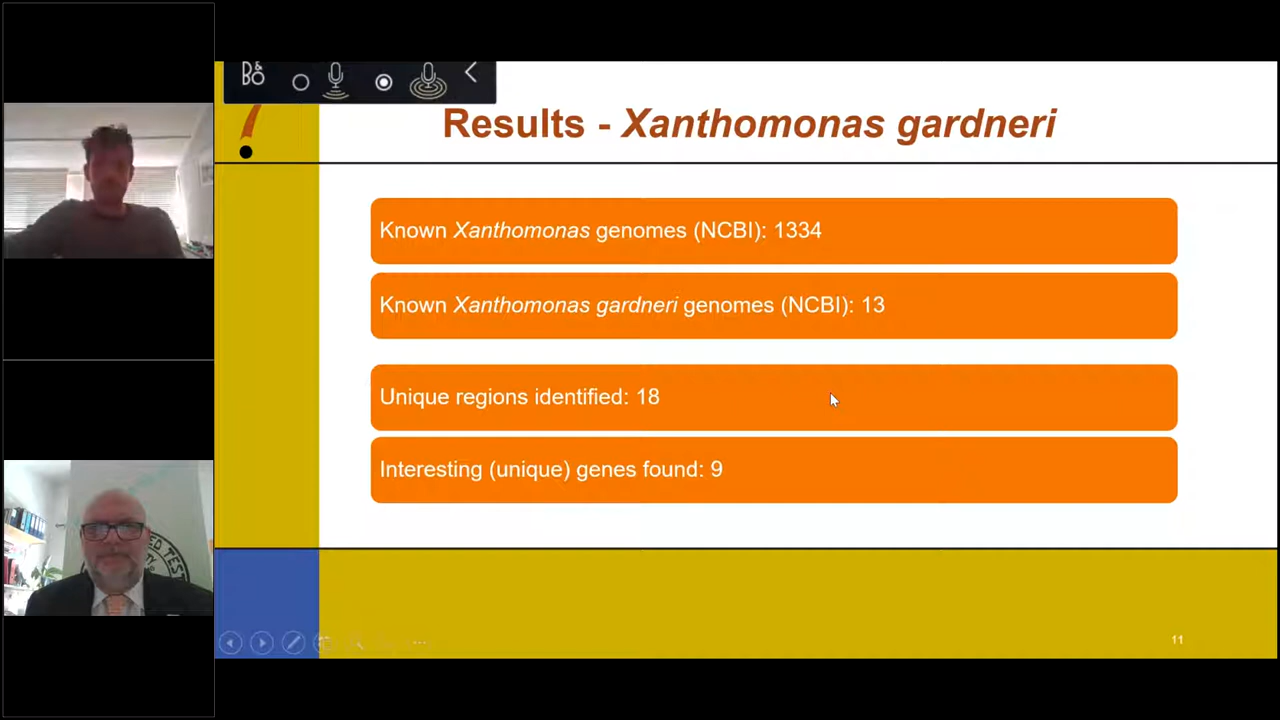 B&O
Results - Xanthomonas gardneri
Known Xanthomonas genomes (NCBI): 1334
Known Xanthomonas gardneri genomes (NCBI): 13
Unique regions identified: 18
Interesting (unique) genes found: 9
11